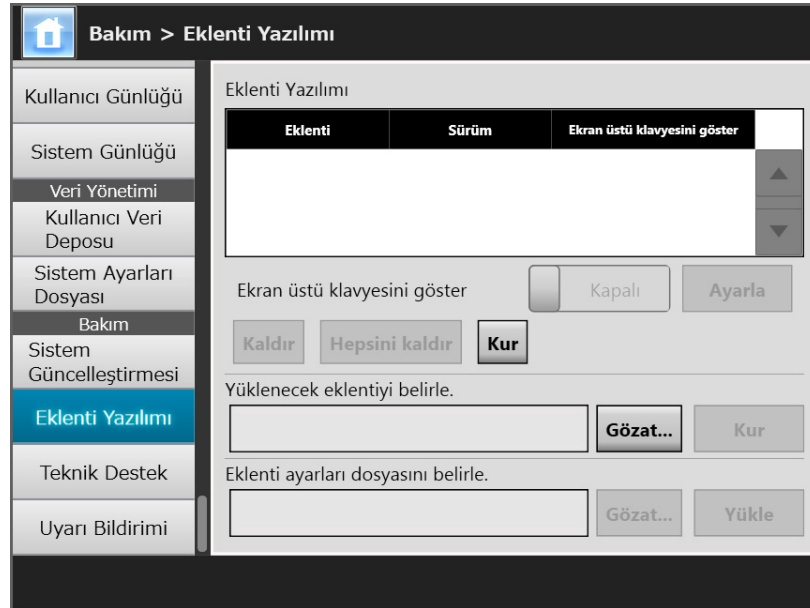 Bakım > Eklenti Yazılımı
Kullanıcı Günlüğü
Sistem Günlüğü
Veri Yönetimi
Kullanıcı Veri
Deposu
Sistem Ayarları
Dosyası
Bakım
Sistem
Güncelleştirmesi
Eklenti Yazılımı
Teknik Destek
Uyarı Bildirimi
Eklenti Yazılımı
Eklenti Sürüm Ekran üstü klavyesini göster
Ekran üstü klavyesini göster Kapalı Ayarla
Kaldır Hepsini kaldır Kur
Yüklenecek eklentiyi belirle.
Gözat... Kur
Eklenti ayarları dosyasını belirle.
Gözat... Yükle